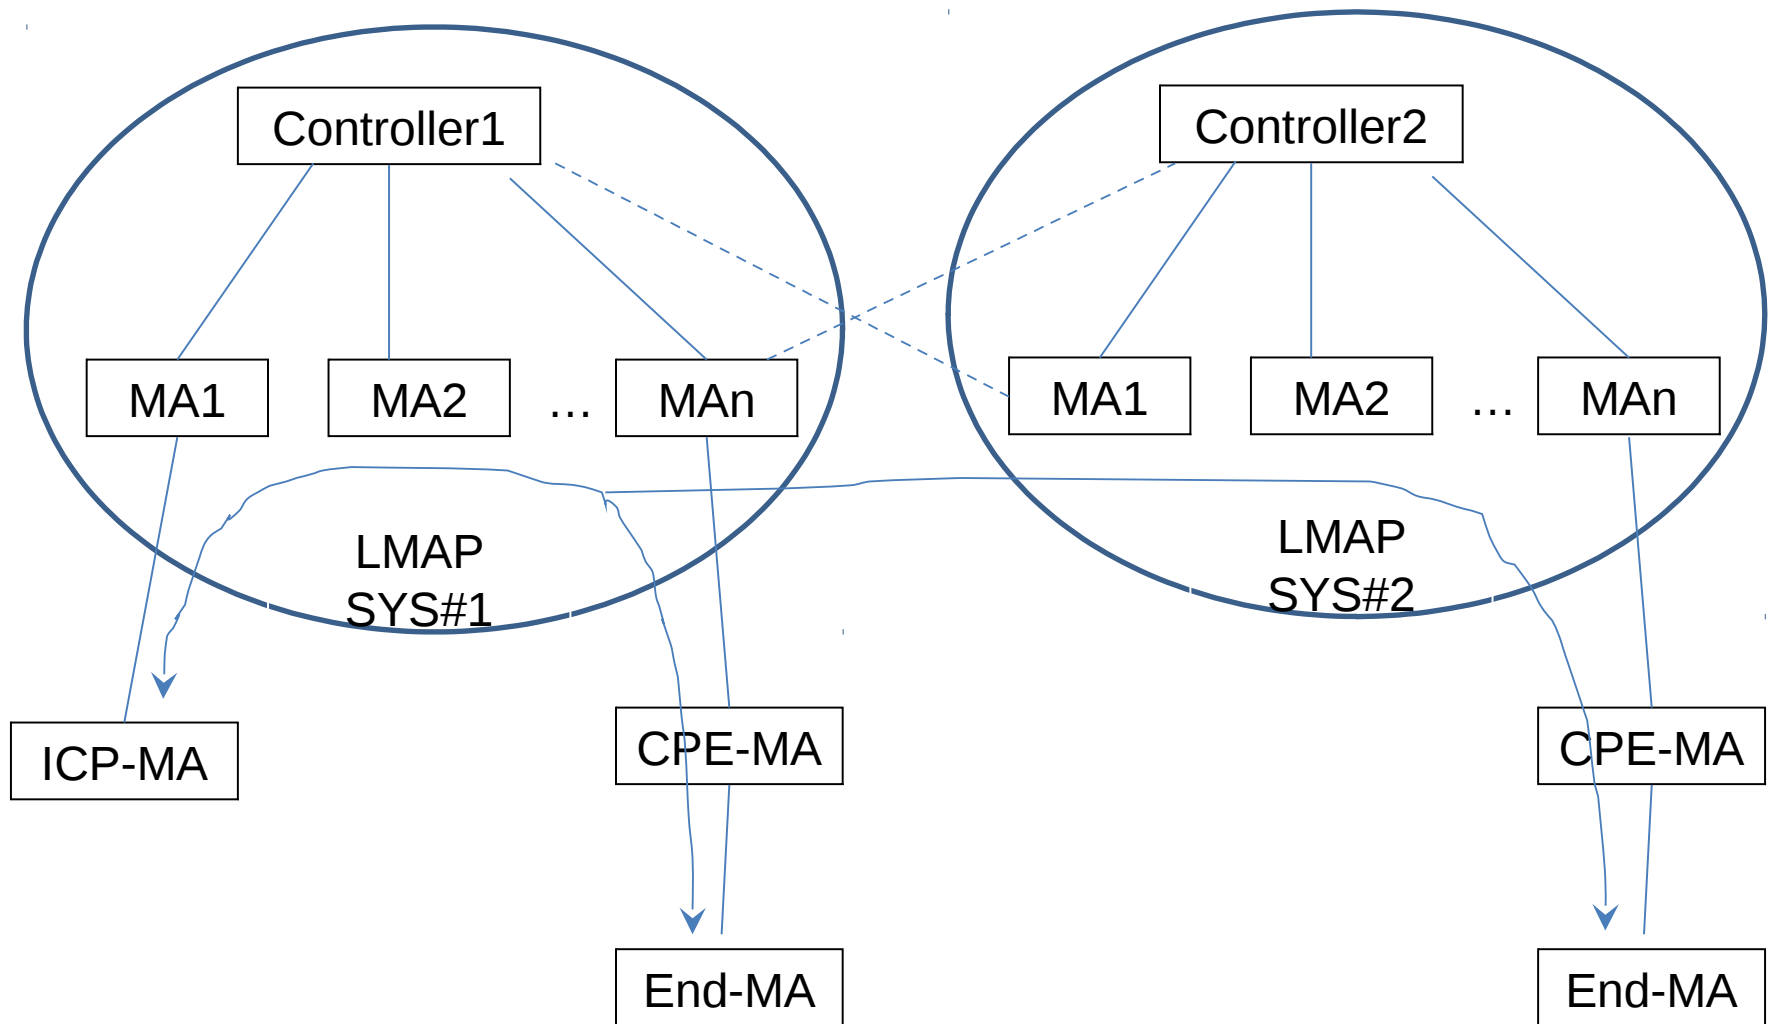 Controller1
Controller2
MA1
MA2
...
MAn
MA1
MA2
...
MAn
LMAP
SYS#1
LMAP
SYS#2
ICP-MA
CPE-MA
CPE-MA
End-MA
End-MA